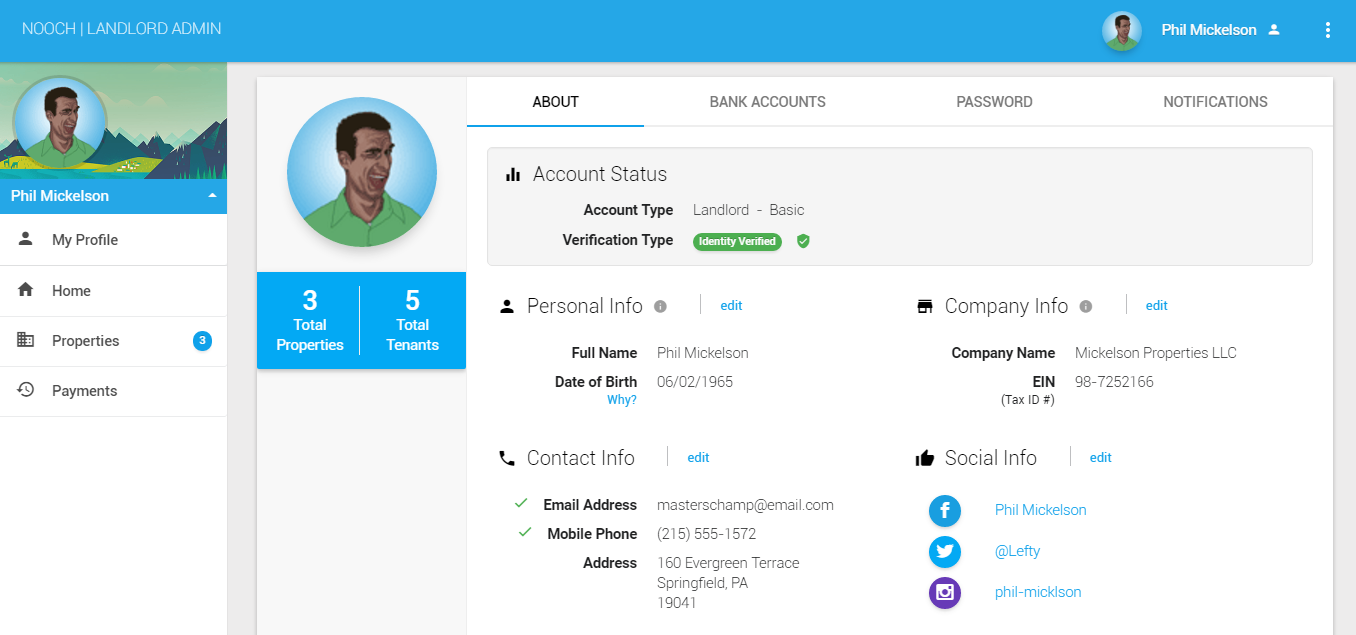 NOOCH | LANDLORD ADMIN
Phil Mickelson
Phil Mickelson
My Profile
Home
Properties 3
Payments
3 Total Properties
5 Total Tenants
ABOUT BANK ACCOUNTS PASSWORD NOTIFICATIONS
Account Status
Account Type Landlord - Basic
Verification Type Identity Verified
Personal Info edit
Full Name Phil Mickelson
Date of Birth 06/02/1965
Why?
Company Info edit
Company Name Mickelson Properties LLC
EIN 98-7252166
(Tax ID #)
Contact Info edit
Email Address masterschamp@email.com
Mobile Phone (215) 555-1572
Address 160 Evergreen Terrace
Springfield, PA
19041
Social Info edit
Phil Mickelson
@Lefty
phil-micklson